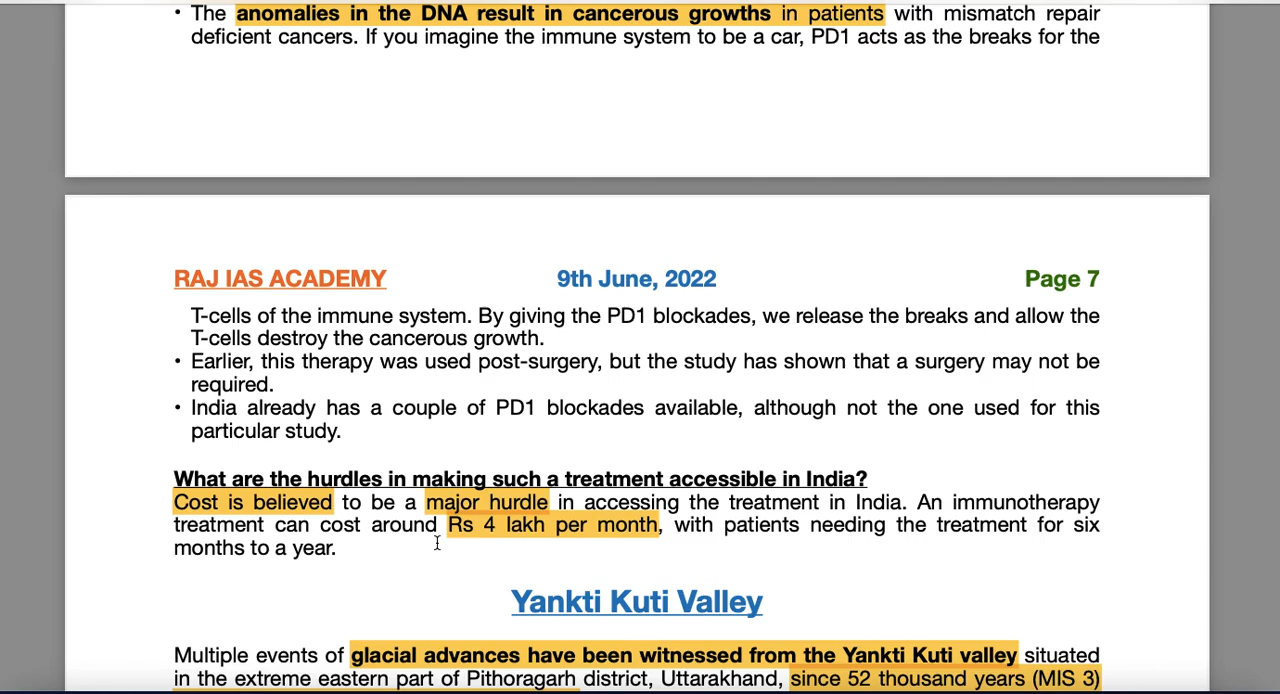 • The anomalies in the DNA result in cancerous growths in patients with mismatch repair
deficient cancers. If you imagine the immune system to be a car, PD1 acts as the breaks for the
RAJ IAS ACADEMY 9th June, 2022 Page 7
T-cells of the immune system. By giving the PD1 blockades, we release the breaks and allow the
T-cells destroy the cancerous growth.
• Earlier, this therapy was used post-surgery, but the study has shown that a surgery may not be
required.
• India already has a couple of PD1 blockades available, although not the one used for this
particular study.
What are the hurdles in making such a treatment accessible in India?
Cost is believed to be a major hurdle in accessing the treatment in India. An immunotherapy
treatment can cost around Rs 4 lakh per month, with patients needing the treatment for six
months to a year.
Yankti Kuti Valley
Multiple events of glacial advances have been witnessed from the Yankti Kuti valley situated
in the extreme eastern part of Pithoragarh district, Uttarakhand, since 52 thousand years (MIS 3)